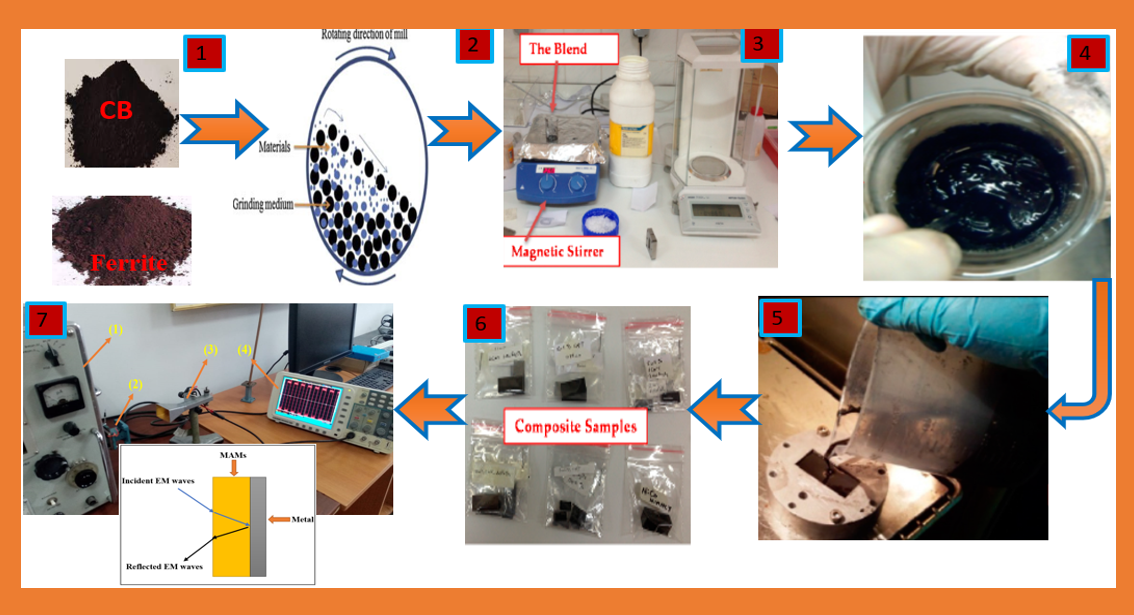 1
CB
Ferrite
Rotating direction of mill
Materials
Grinding medium
2
The Blend
Magnetic Stirrer
3
4
5
6
Composite Samples
7
(1)
(2)
(3)
(4)
MAMs
Incident EM waves
Metal
Reflected EM waves